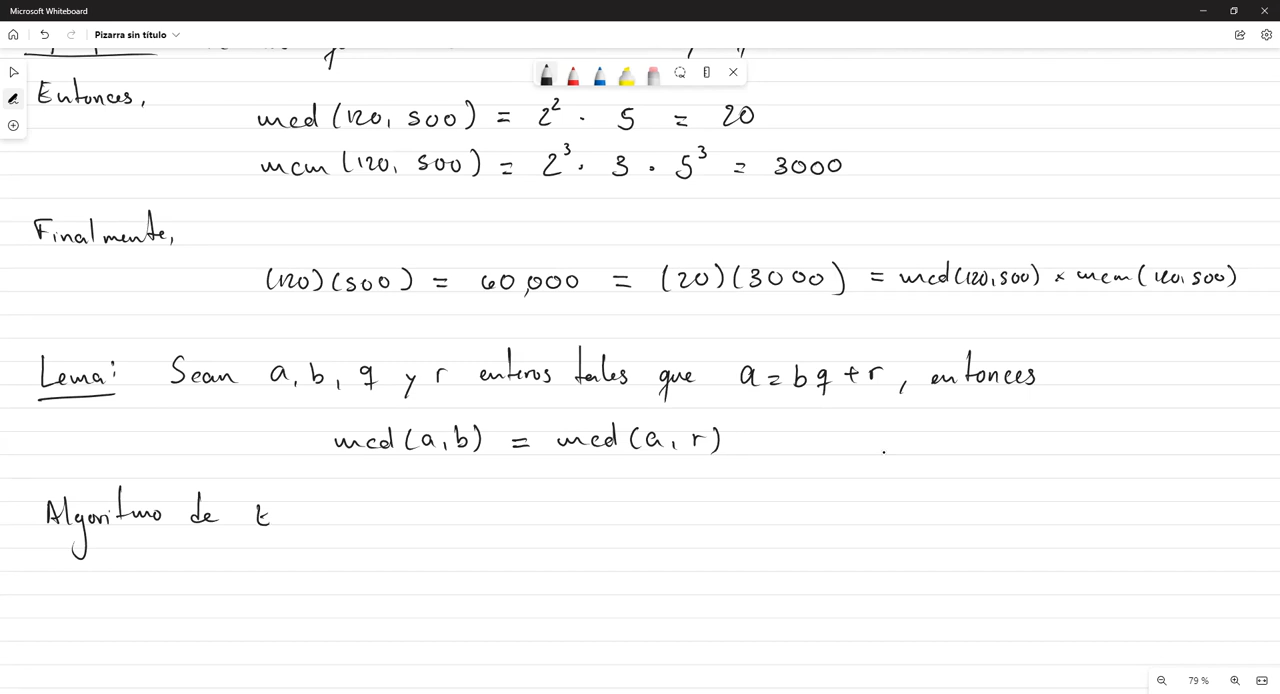 Microsoft Whiteboard
Pizarra sin título
Entonces,
mcd (120, 500) = 2² · 5 = 20
mcm (120, 500) = 2³ · 3 · 5³ = 3000
Finalmente,
(120)(500) = 60,000 = (20)(3000) = mcd(120,500) × mcm(120,500)
Lema: Sean a, b, q y r enteros tales que a = bq + r, entonces
mcd (a, b) = mcd (a, r)
Algoritmo de E
79 %